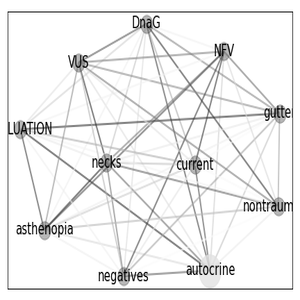 DnaG
NFV
VUS
gutte
LUATION
necks
current
nontraum
asthenopia
negatives
autocrine